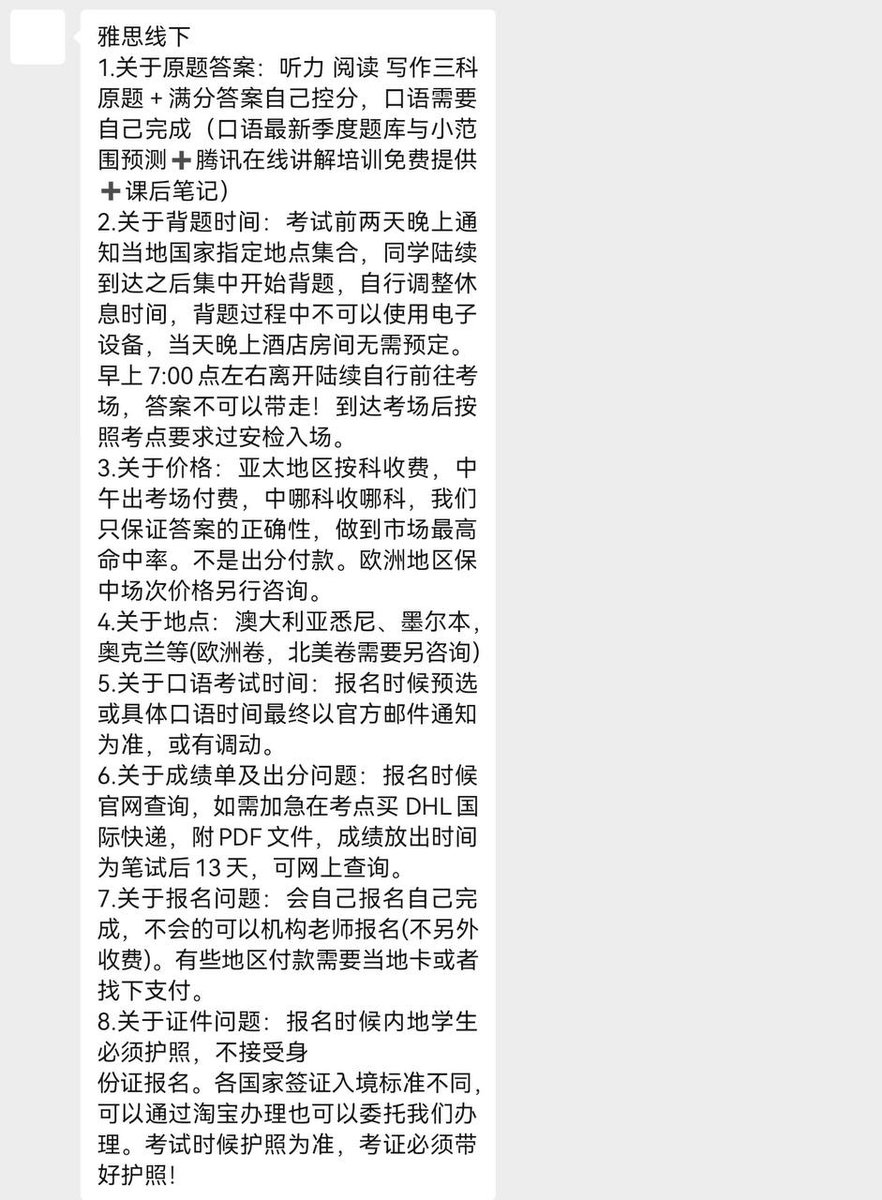 雅思线下
1.关于原题答案：听力 阅读 写作三科
原题 + 满分答案自己控分，口语需要
自己完成（口语最新季度题库与小范
围预测➕腾讯在线讲解培训免费提供
➕课后笔记）
2.关于背题时间：考试前两天晚上通
知当地国家指定地点集合，同学陆续
到达之后集中开始背题，自行调整休
息时间，背题过程中不可以使用电子
设备，当天晚上酒店房间无需预定。
早上 7:00 点左右离开陆续自行前往考
场，答案不可以带走！到达考场后按
照考点要求过安检入场。
3.关于价格：亚太地区按科收费，中
午出考场付费，中哪科收哪科，我们
只保证答案的正确性，做到市场最高
命中率。不是出分付款。欧洲地区保
中场次价格另行咨询。
4.关于地点：澳大利亚悉尼、墨尔本，
奥克兰等(欧洲卷，北美卷需要另咨询)
5.关于口语考试时间：报名时候预选
或具体口语时间最终以官方邮件通知
为准，或有调动。
6.关于成绩单及出分问题：报名时候
官网查询，如需加急在考点买 DHL 国
际快递，附 PDF 文件，成绩放出时间
为笔试后 13 天，可网上查询。
7.关于报名问题：会自己报名自己完
成，不会的可以机构老师报名(不另外
收费)。有些地区付款需要当地卡或者
找下支付。
8.关于证件问题：报名时候内地学生
必须护照，不接受身
份证报名。各国家签证入境标准不同，
可以通过淘宝办理也可以委托我们办
理。考试时候护照为准，考证必须带
好护照！